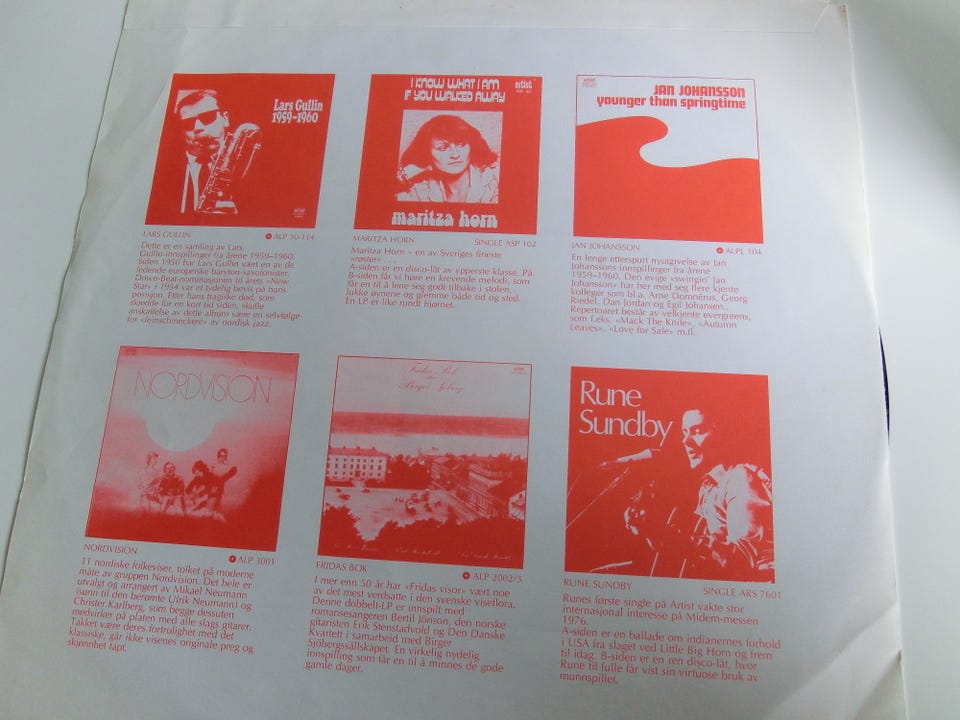 Lars Gullin
1959-1960
LARS GULLIN
ALP 30-114
Dette er en samling av Lars
Gullin-innspillinger fra årene 1959–1960.
Siden 1950 har Lars Gullin vært en av de
ledende europeiske baryton-saxofonister.
Down-Beat-nominasjonen til årets «New
Star» i 1954 var et tydelig bevis på hans
posisjon. Etter hans tragiske død, som
skjedde for en kort tid siden, skulle
anskaffelse av dette album være en selvfølge
for «feinschmeckere» av nordisk jazz.
I KNOW WHAT I AM
IF YOU WALKED AWAY
artist
maritza horn
MARITZA HORN
SINGLE ASP 102
Maritza Horn – en av Sveriges fineste
«røster» . . .
A-siden er en disco-låt av ypperste klasse. På
B-siden får vi høre en krevende melodi, som
får en til å lene seg godt tilbake i stolen,
lukke øynene og glemme både tid og sted.
En LP er like rundt hjørnet.
artist
JAN JOHANSSON
younger than springtime
JAN JOHANSSON
ALPL 104
En lenge etterspurt nyutgivelse av Jan
Johanssons innspillinger fra årene
1959–1960. Den evige «swingin' Jan
Johansson» har her med seg flere kjente
kolleger som bl.a. Arne Domnérus, Georg
Riedel, Dan Jordan og Egil Johansen..
Repertoaret består av velkjente evergreens,
som f.eks. «Mack The Knife», «Autumn
Leaves», «Love for Sale» m.fl.
NORDVISION
NORDVISION
ALP 3001
11 nordiske folkeviser, tolket på moderne
måte av gruppen Nordvision. Det hele er
utvalgt og arrangert av Mikael Neumann
(sønn til den berømte Ulrik Neumann) og
Christer Karlberg, som begge dessuten
medvirker på platen med alle slags gitarer.
Takket være deres fortrolighet med det
klassiske, går ikke visenes originale preg og
skjønnhet tapt.
Fridas Bok
Birger Sjöberg
FRIDAS BOK
ALP 2002/3
I mer enn 50 år har «Fridas visor» vært noe
av det mest verdsatte i den svenske viseflora.
Denne dobbelt-LP er innspilt med
romansesangeren Bertil Jönson, den norske
gitaristen Erik Stenstadvold og Den Danske
Kvartett i samarbeid med Birger
Sjöbergssällskapet. En virkelig nydelig
innspilling som får en til å minnes de gode
gamle dager.
Rune
Sundby
RUNE SUNDBY
SINGLE ARS 7601
Runes første single på Artist vakte stor
internasjonal interesse på Midem-messen
1976.
A-siden er en ballade om indianernes forhold
i USA fra slaget ved Little Big Horn og frem
til idag. B-siden er en ren disco-låt, hvor
Rune til fulle får vist sin virtuose bruk av
munnspillet.